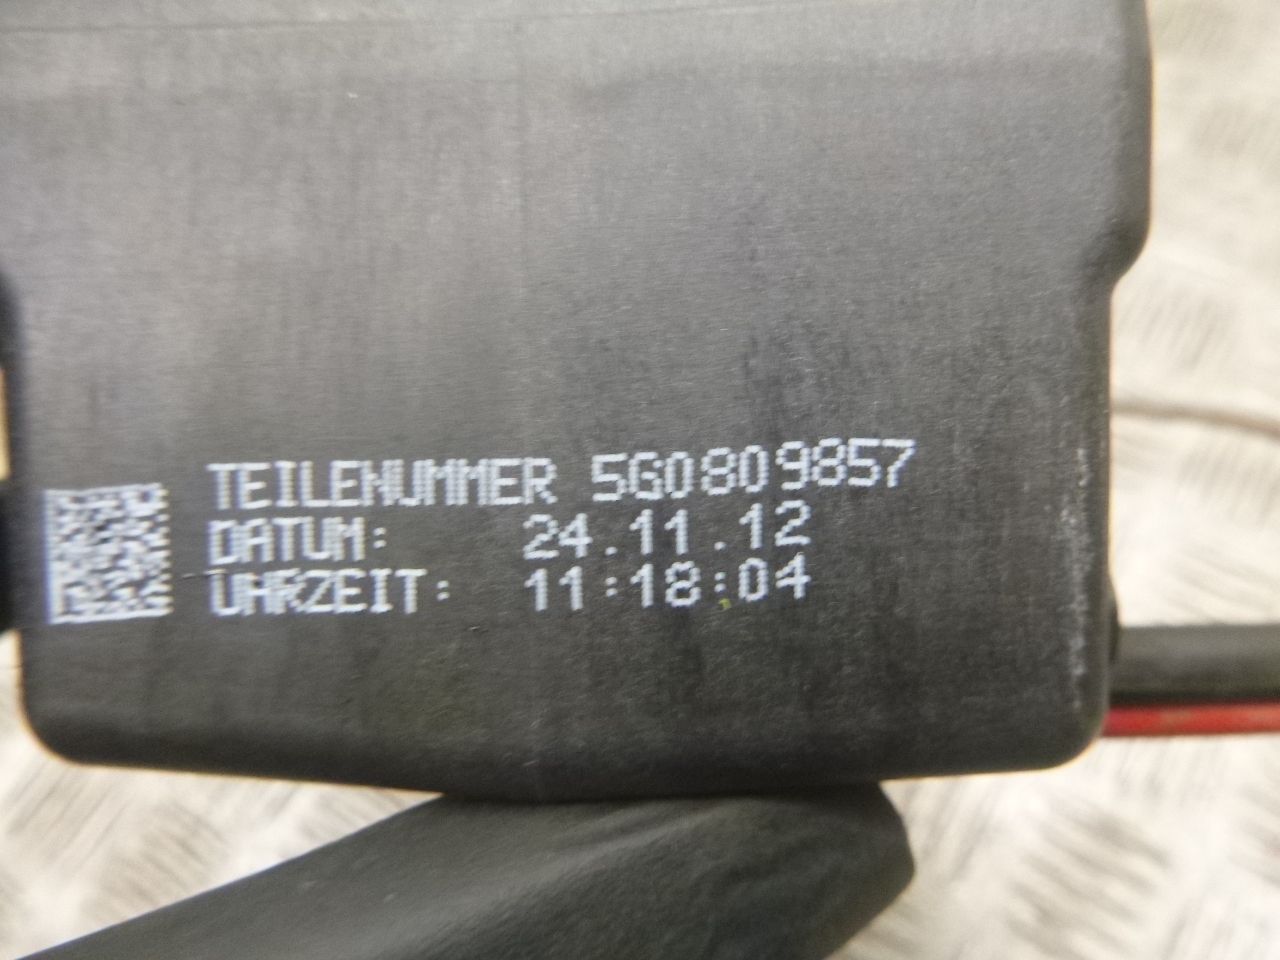 TEILENUMMER 5G0809857
DATUM: 24.11.12
UHRZEIT: 11:18:04